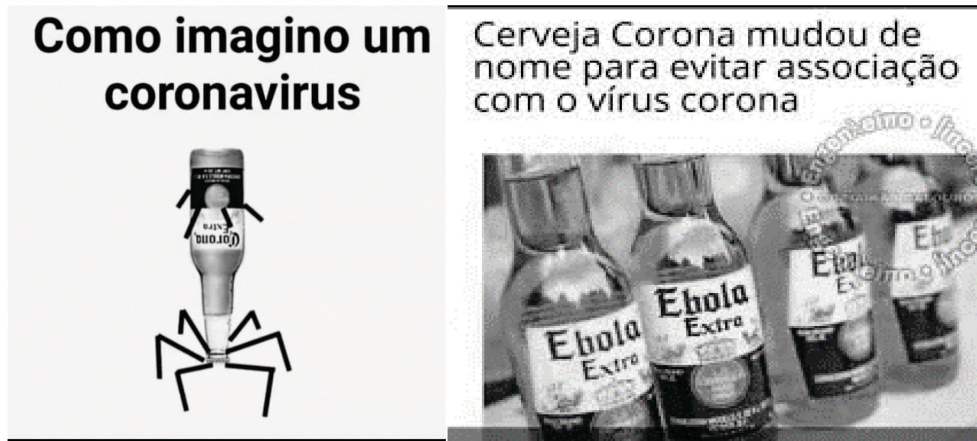 Como imagino um
coronavirus
Corona
Extra
Cerveja Corona mudou de
nome para evitar associação
com o vírus corona
Ebola
Extra
Ebola
Extra